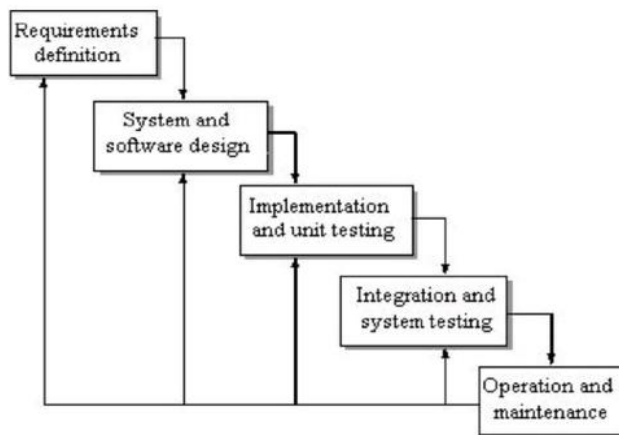 Requirements
definition
System and
software design
Implementation
and unit testing
Integration and
system testing
Operation and
maintenance